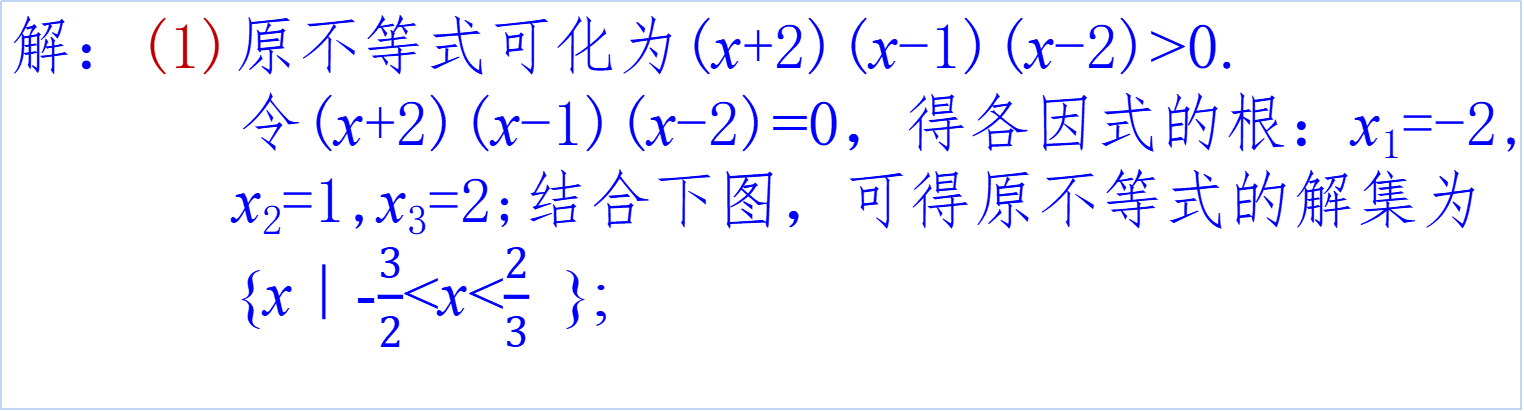 解：(1)原不等式可化为(x+2)(x-1)(x-2)>0.
令(x+2)(x-1)(x-2)=0，得各因式的根：x₁=-2,
x₂=1,x₃=2;结合下图，可得原不等式的解集为
{x｜-3/2<x<2/3 };